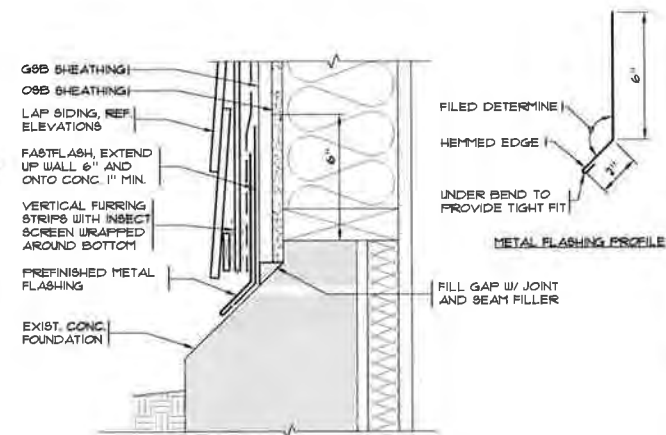 GSB SHEATHING
OSB SHEATHING
LAP SIDING, REF.
ELEVATIONS
FASTFLASH, EXTEND
UP WALL 6" AND
ONTO CONC. 1" MIN.
VERTICAL FURRING
STRIPS WITH INSECT
SCREEN WRAPPED
AROUND BOTTOM
PREFINISHED METAL
FLASHING
EXIST. CONC.
FOUNDATION
6"
FILL GAP W/ JOINT
AND SEAM FILLER
6"
FILED DETERMINE
HEMMED EDGE
2"
UNDER BEND TO
PROVIDE TIGHT FIT
METAL FLASHING PROFILE